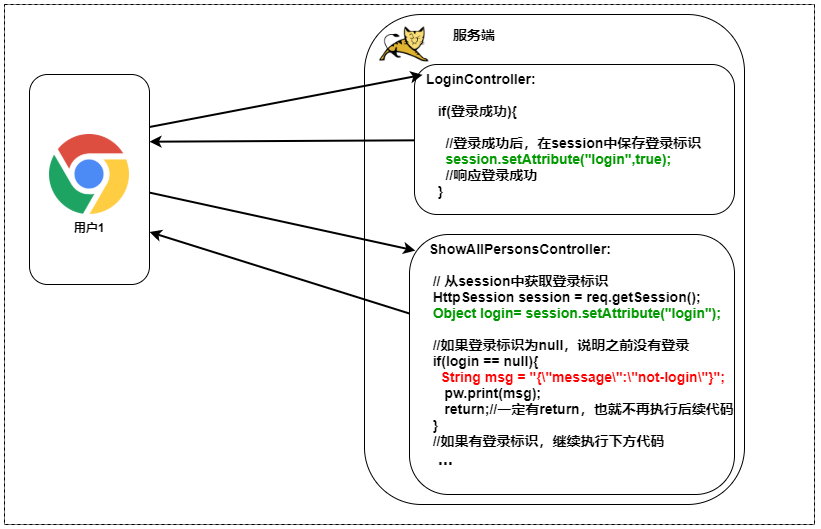 服务端
LoginController:
if(登录成功){
//登录成功后，在session中保存登录标识
session.setAttribute("login",true);
//响应登录成功
}
用户1
ShowAllPersonsController:
// 从session中获取登录标识
HttpSession session = req.getSession();
Object login= session.setAttribute("login");
//如果登录标识为null，说明之前没有登录
if(login == null){
String msg = "{\"message\":\"not-login\"}";
pw.print(msg);
return;//一定有return，也就不再执行后续代码
}
//如果有登录标识，继续执行下方代码
...